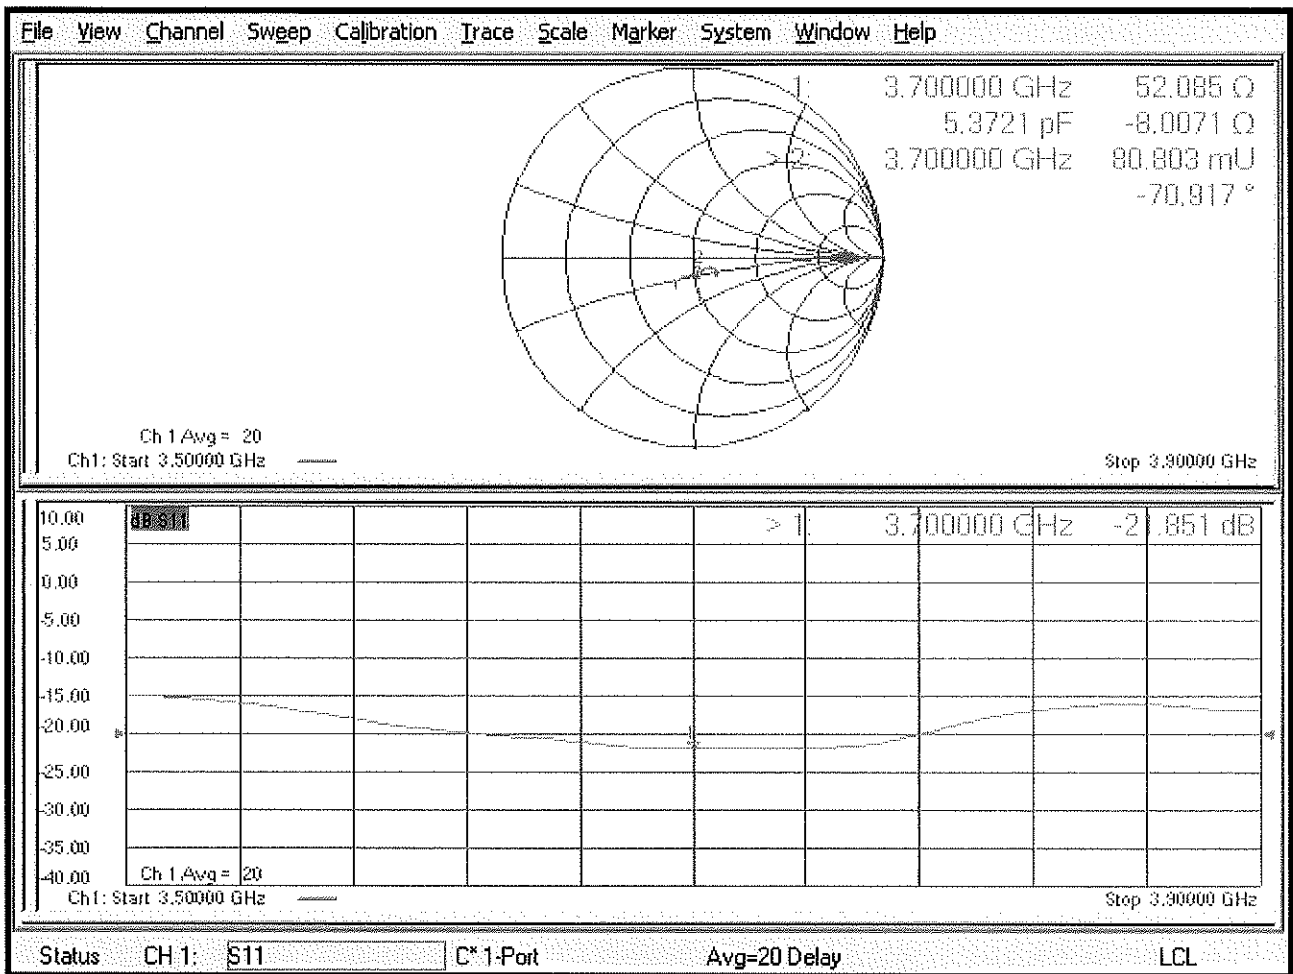 File View Channel Sweep Calibration Trace Scale Marker System Window Help
1: 3.700000 GHz 52.085 Ω
5.3721 pF -8.0071 Ω
> 2: 3.700000 GHz 80.803 mU
-70.917 °
Ch 1 Avg = 20
Ch1: Start 3.50000 GHz Stop 3.90000 GHz
10.00 dB S11 > 1: 3.700000 GHz -21.851 dB
5.00
0.00
-5.00
-10.00
-15.00
-20.00
-25.00
-30.00
-35.00
-40.00 Ch 1 Avg = 20
Ch1: Start 3.50000 GHz Stop 3.90000 GHz
Status CH 1: S11 C* 1-Port Avg=20 Delay LCL